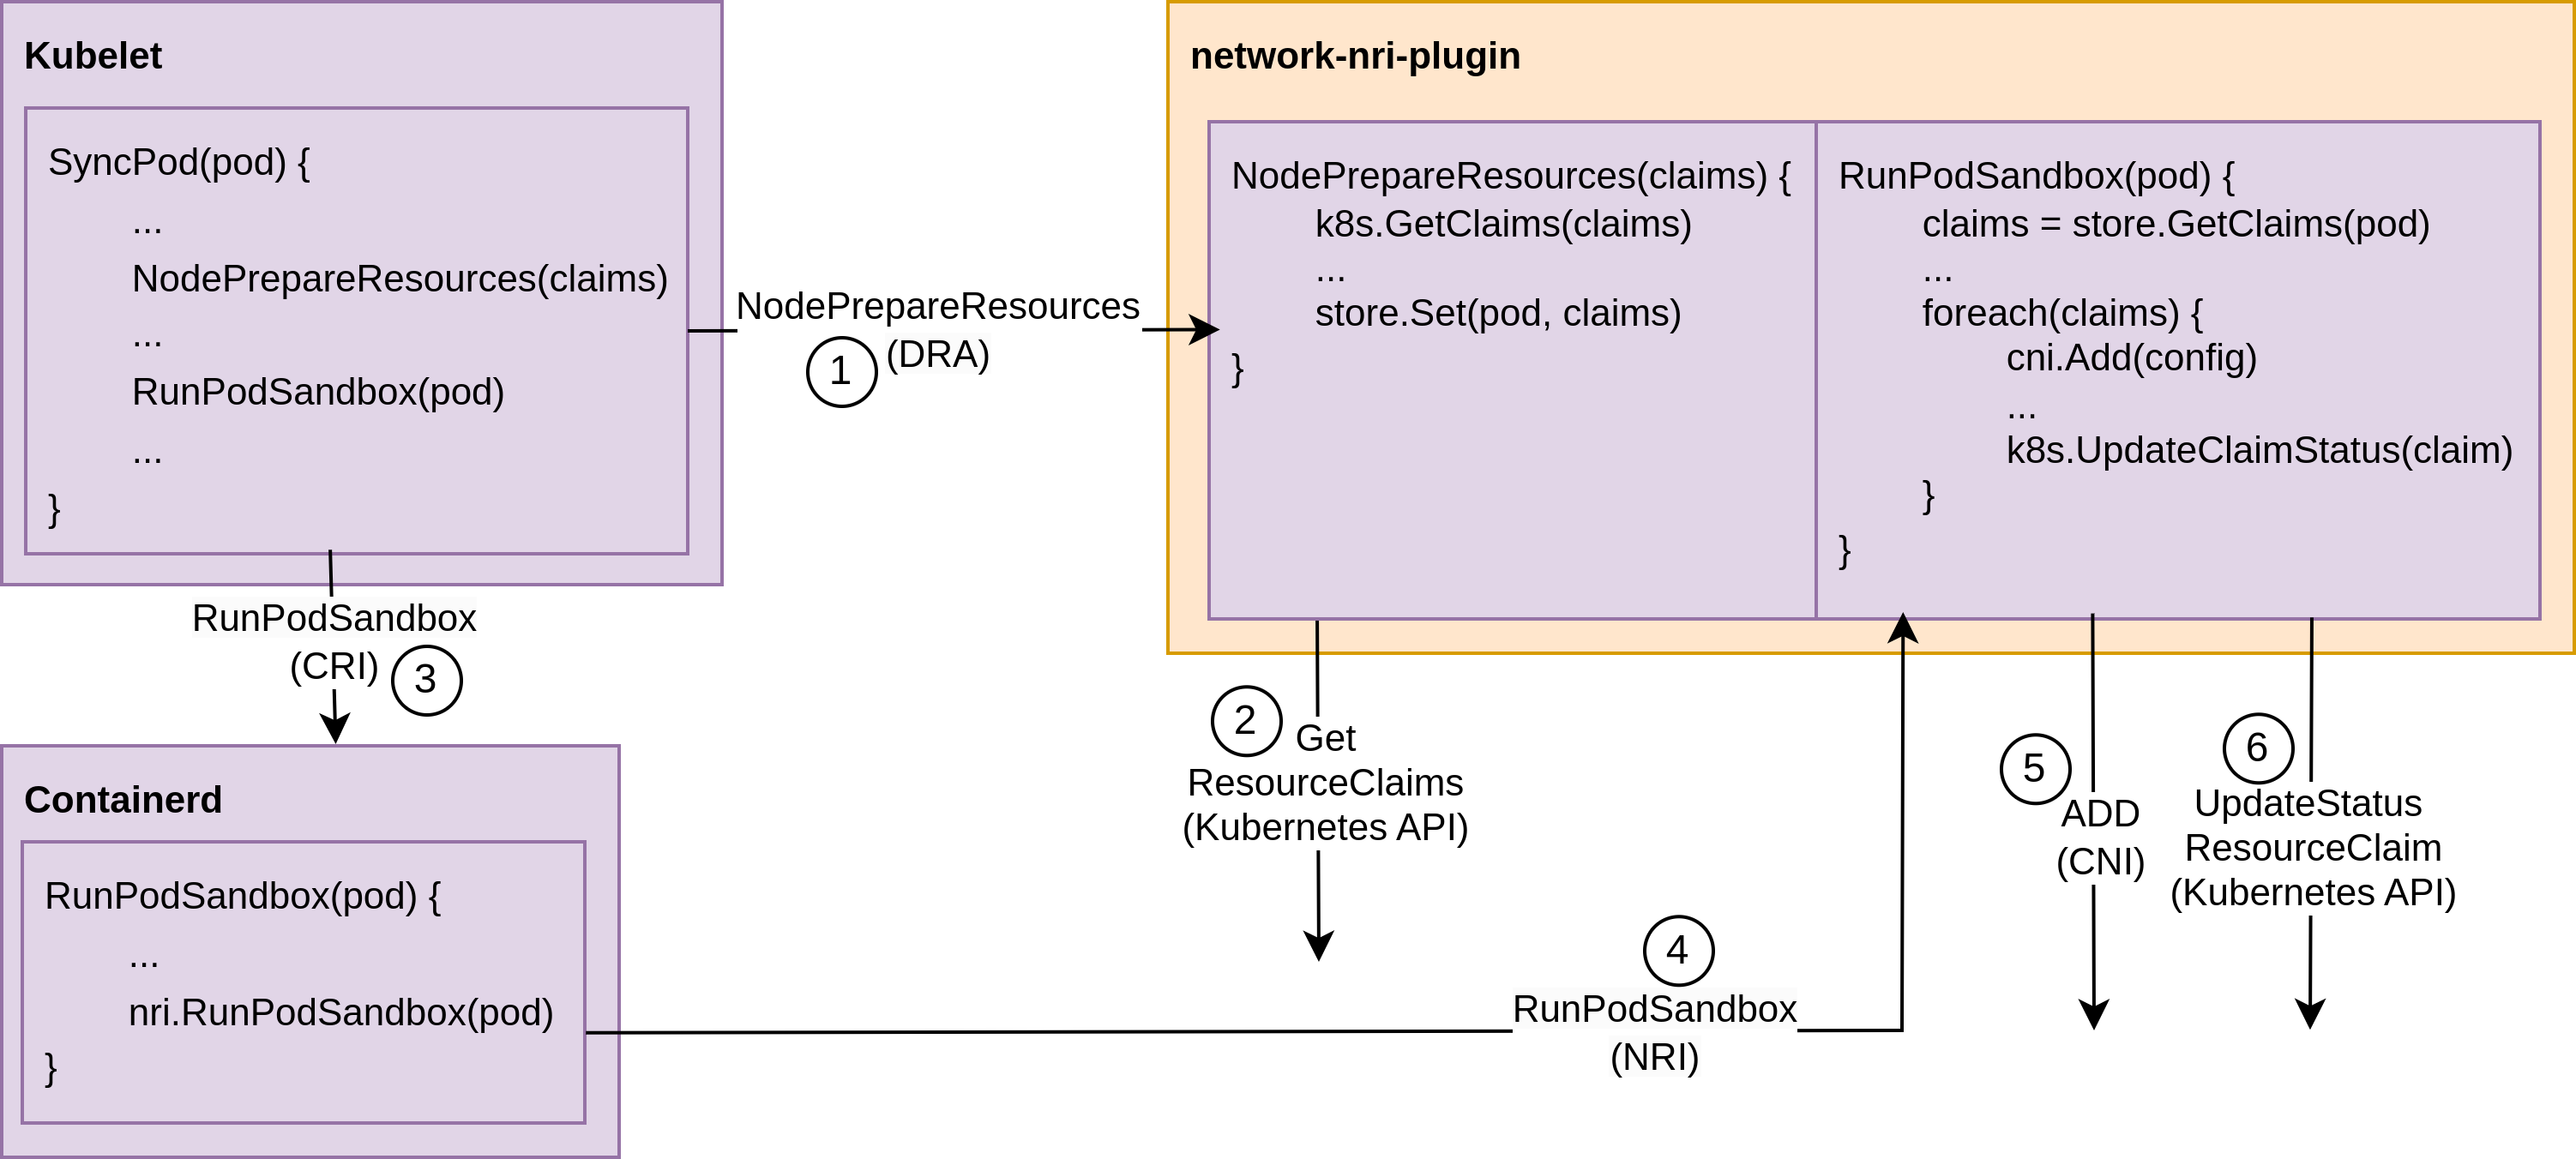 Kubelet
SyncPod(pod) {
...
NodePrepareResources(claims)
...
RunPodSandbox(pod)
...
}
NodePrepareResources
(DRA)
1
network-nri-plugin
NodePrepareResources(claims) {
k8s.GetClaims(claims)
...
store.Set(pod, claims)
}
RunPodSandbox(pod) {
claims = store.GetClaims(pod)
...
foreach(claims) {
cni.Add(config)
...
k8s.UpdateClaimStatus(claim)
}
}
RunPodSandbox
(CRI)
3
2
Get
ResourceClaims
(Kubernetes API)
5
ADD
(CNI)
6
UpdateStatus
ResourceClaim
(Kubernetes API)
Containerd
RunPodSandbox(pod) {
...
nri.RunPodSandbox(pod)
}
4
RunPodSandbox
(NRI)